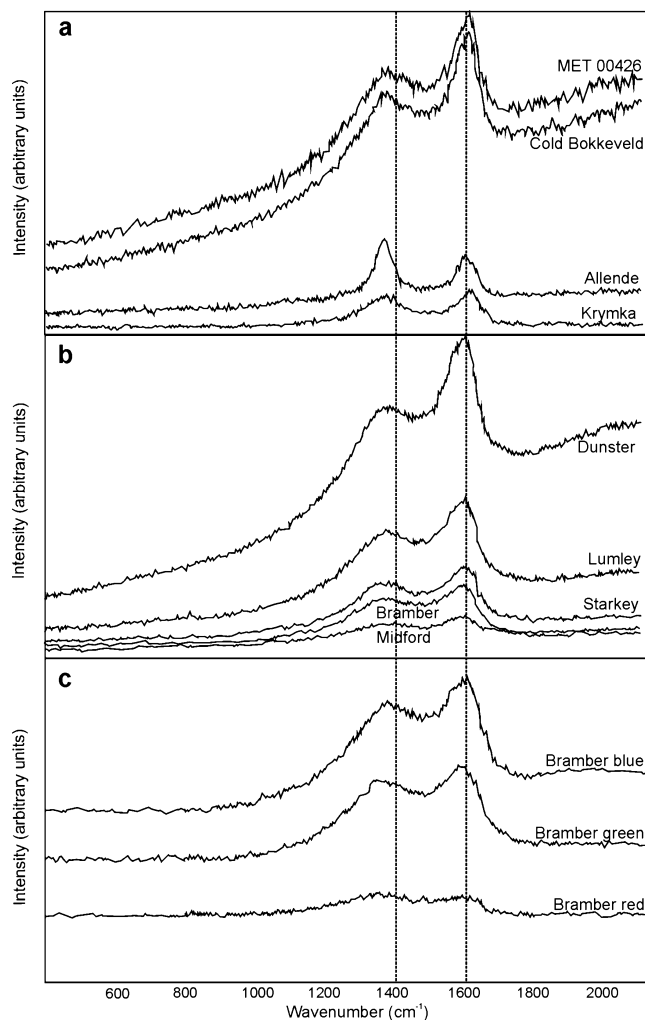 a
Intensity (arbitrary units)
MET 00426
Cold Bokkeveld
Allende
Krymka
b
Intensity (arbitrary units)
Dunster
Lumley
Starkey
Bramber
Midford
c
Intensity (arbitrary units)
Bramber blue
Bramber green
Bramber red
600 800 1000 1200 1400 1600 1800 2000
Wavenumber (cm⁻¹)